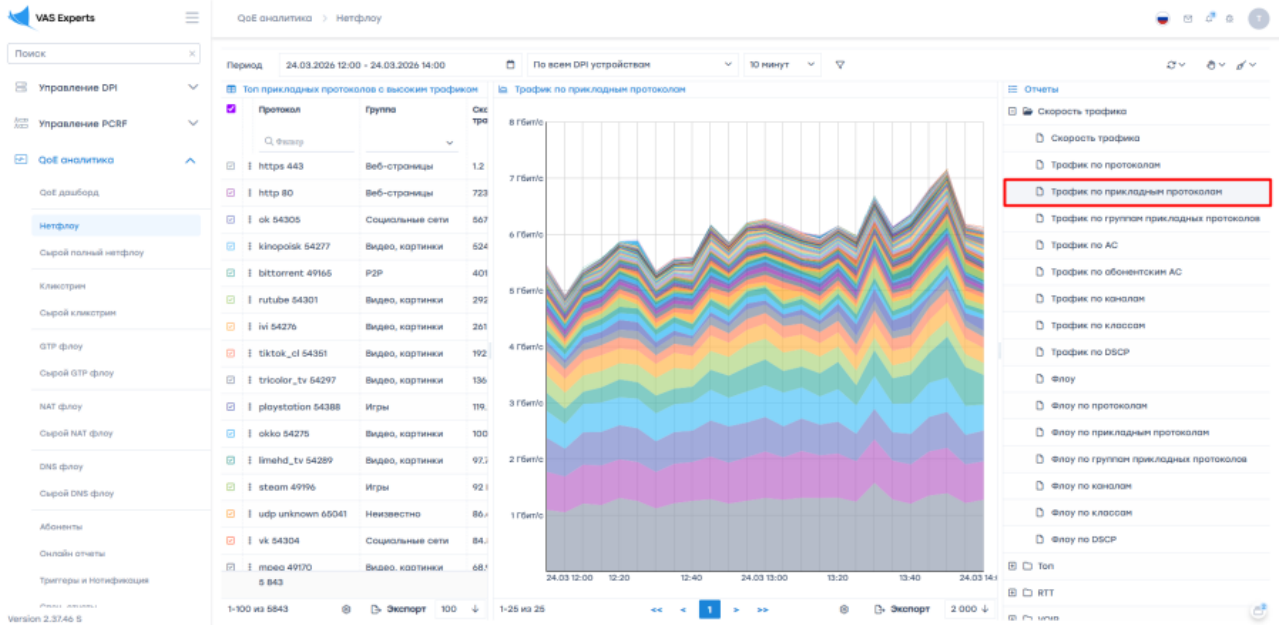 VAS Experts
QoE аналитика > Нетфлоу
Поиск
Управление DPI
Управление PCRF
QoE аналитика
QoE дашборд
Нетфлоу
Сырой полный нетфлоу
Кликстрим
Сырой кликстрим
GTP флоу
Сырой GTP флоу
NAT флоу
Сырой NAT флоу
DNS флоу
Сырой DNS флоу
Абоненты
Онлайн отчеты
Триггеры и Нотификация
Version 2.37.46 S
Период 24.03.2026 12:00 - 24.03.2026 14:00 По всем DPI устройствам 10 минут
Топ прикладных протоколов с высоким трафиком
Протокол Группа Ско
тра
Фильтр
https 443 Веб-страницы 1.2
http 80 Веб-страницы 723
ok 54305 Социальные сети 567
kinopoisk 54277 Видео, картинки 524
bittorrent 49165 P2P 401
rutube 54301 Видео, картинки 292
ivi 54276 Видео, картинки 261
tiktok_cl 54351 Видео, картинки 192
tricolor_tv 54297 Видео, картинки 136
playstation 54388 Игры 119.
okko 54275 Видео, картинки 100
limehd_tv 54289 Видео, картинки 97.
steam 49196 Игры 92
udp unknown 65041 Неизвестно 86.
vk 54304 Социальные сети 84.
mpeg 49170 Видео, картинки 68.
5 843
1-100 из 5843 Экспорт 100
Трафик по прикладным протоколам
8 Гбит/с
7 Гбит/с
6 Гбит/с
5 Гбит/с
4 Гбит/с
3 Гбит/с
2 Гбит/с
1 Гбит/с
24.03 12:00 12:20 12:40 24.03 13:00 13:20 13:40 24.03 14:
1-25 из 25 << < 1 > >> Экспорт 2 000
Отчеты
Скорость трафика
Скорость трафика
Трафик по протоколам
Трафик по прикладным протоколам
Трафик по группам прикладных протоколов
Трафик по АС
Трафик по абонентским АС
Трафик по каналам
Трафик по классам
Трафик по DSCP
Флоу
Флоу по протоколам
Флоу по прикладным протоколам
Флоу по группам прикладных протоколов
Флоу по каналам
Флоу по классам
Флоу по DSCP
Топ
RTT